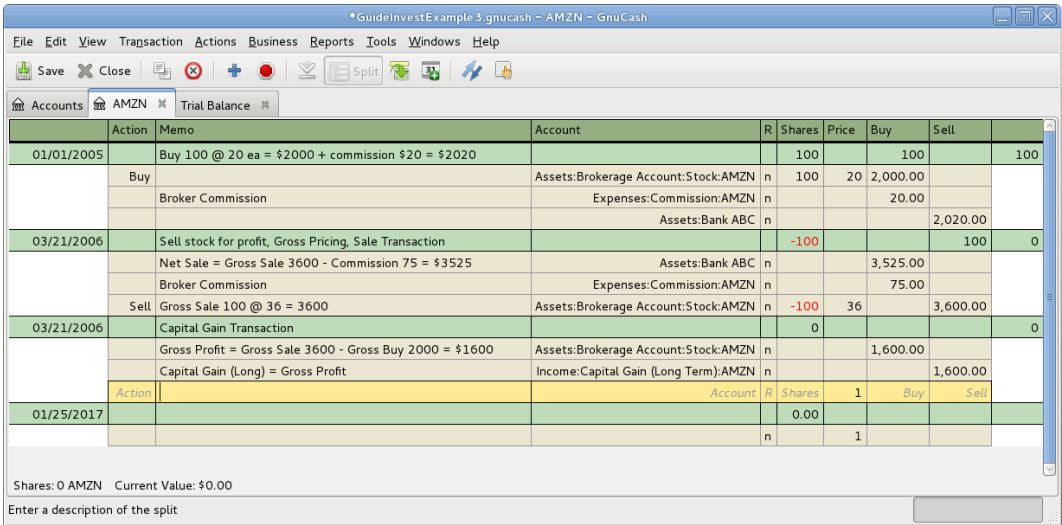 *GuideInvestExample3.gnucash - AMZN - GnuCash
File Edit View Transaction Actions Business Reports Tools Windows Help
Save Close Split 31
Accounts AMZN Trial Balance
Action Memo Account R Shares Price Buy Sell
01/01/2005 Buy 100 @ 20 ea = $2000 + commission $20 = $2020 100 100 100
Buy Assets:Brokerage Account:Stock:AMZN n 100 20 2,000.00
Broker Commission Expenses:Commission:AMZN n 20.00
Assets:Bank ABC n 2,020.00
03/21/2006 Sell stock for profit, Gross Pricing, Sale Transaction -100 100 0
Net Sale = Gross Sale 3600 - Commission 75 = $3525 Assets:Bank ABC n 3,525.00
Broker Commission Expenses:Commission:AMZN n 75.00
Sell Gross Sale 100 @ 36 = 3600 Assets:Brokerage Account:Stock:AMZN n -100 36 3,600.00
03/21/2006 Capital Gain Transaction 0 0
Gross Profit = Gross Sale 3600 - Gross Buy 2000 = $1600 Assets:Brokerage Account:Stock:AMZN n 1,600.00
Capital Gain (Long) = Gross Profit Income:Capital Gain (Long Term):AMZN n 1,600.00
Action Account R Shares 1 Buy Sell
01/25/2017 0.00
n 1
Shares: 0 AMZN Current Value: $0.00
Enter a description of the split